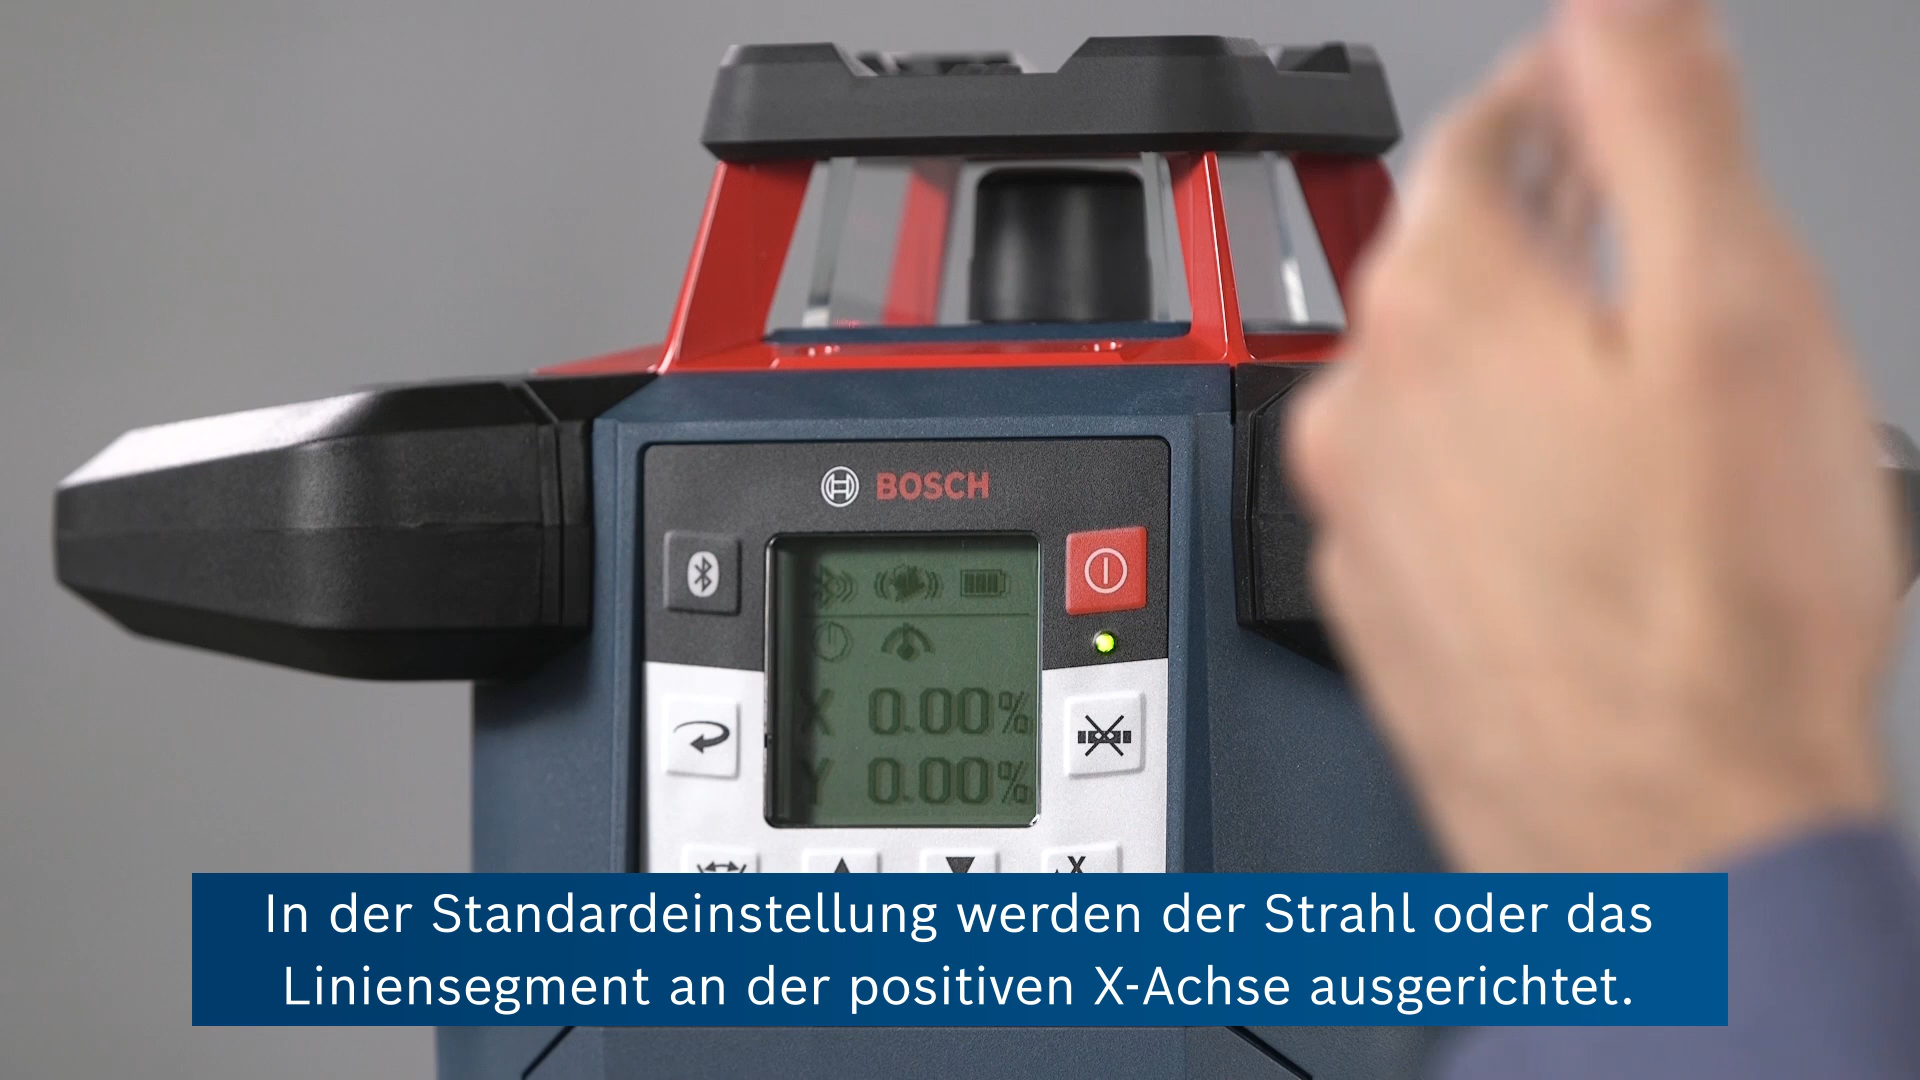 BOSCH
X 0.00%
Y 0.00%
X
In der Standardeinstellung werden der Strahl oder das
Liniensegment an der positiven X-Achse ausgerichtet.